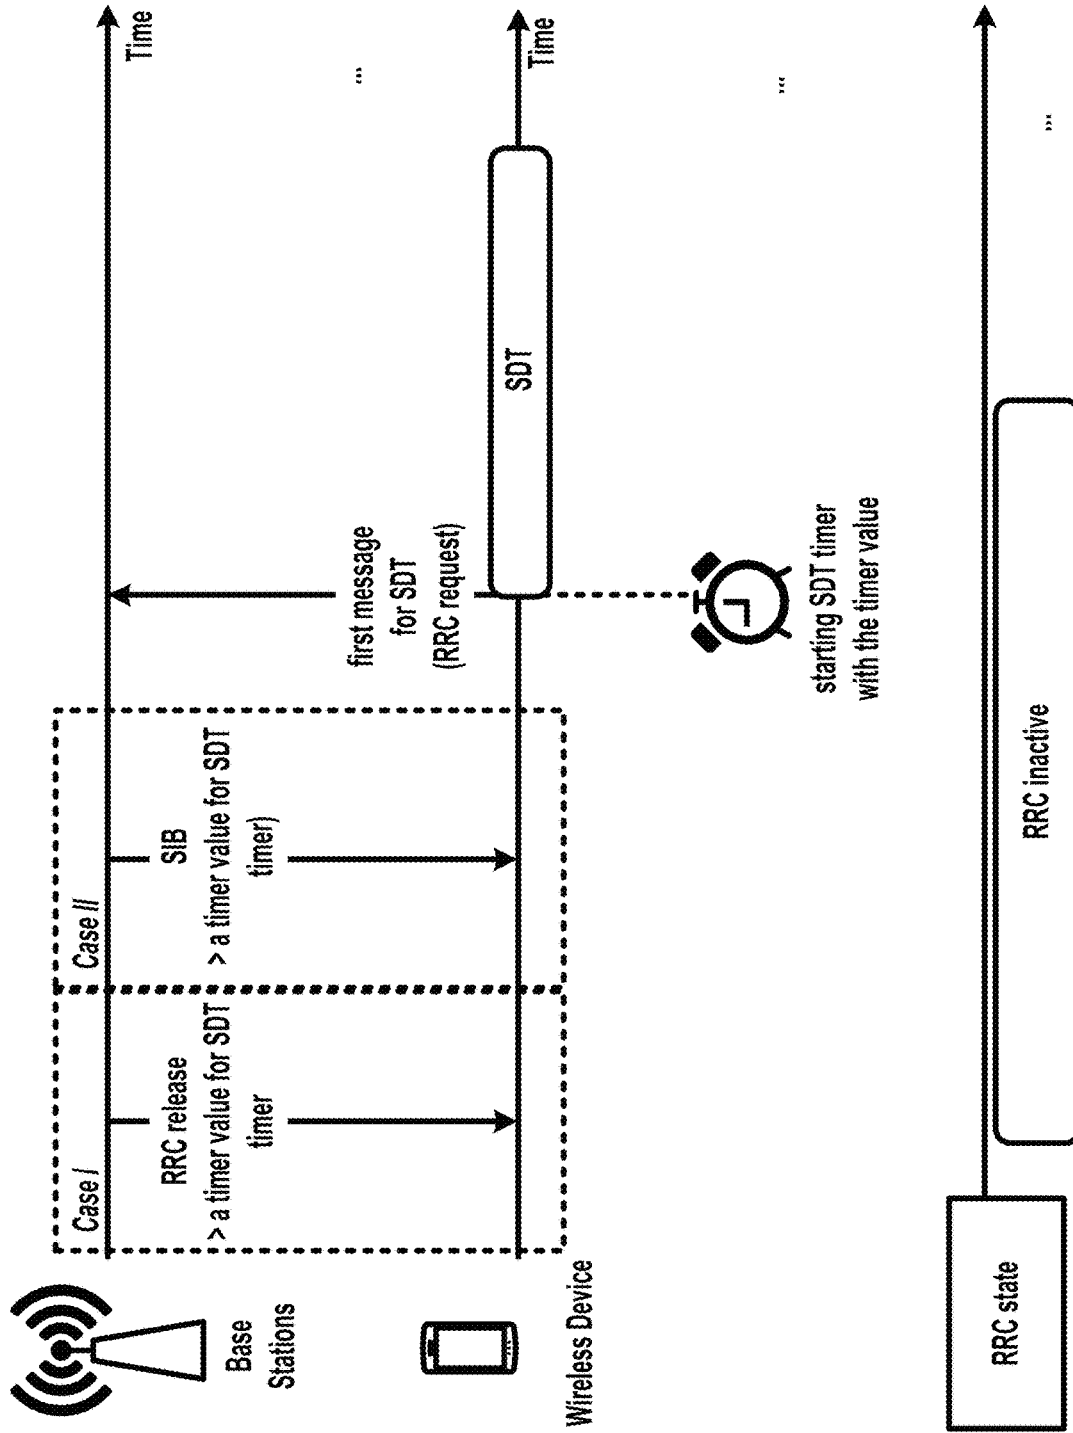 Base
Stations
Time
Case I
RRC release
> a timer value for SDT
timer
Case II
SIB
> a timer value for SDT
timer)
first message
for SDT
(RRC request)
...
Wireless Device
SDT
Time
starting SDT timer
with the timer value
...
RRC state
RRC inactive
...